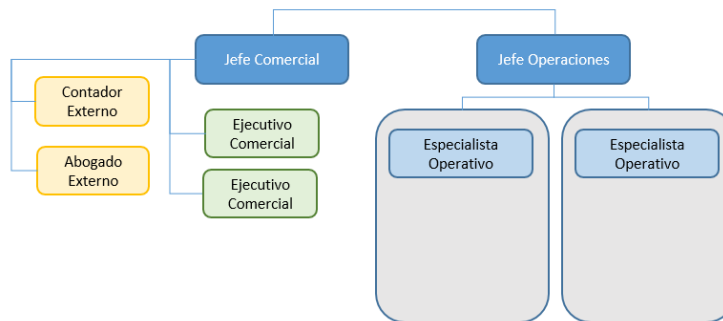 Jefe Comercial
Jefe Operaciones
Contador
Externo
Ejecutivo
Comercial
Especialista
Operativo
Especialista
Operativo
Abogado
Externo
Ejecutivo
Comercial